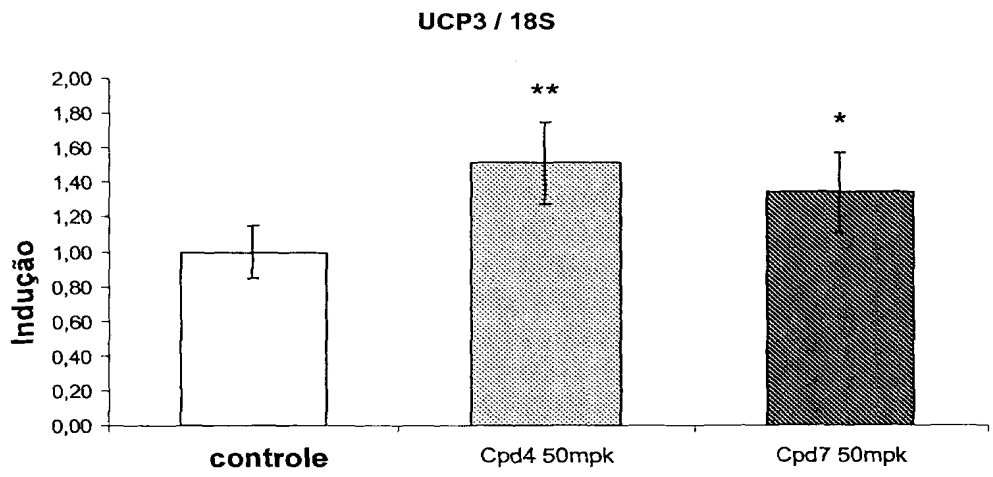 UCP3 / 18S
2,00
1,80
1,60
1,40
1,20
1,00
0,80
0,60
0,40
0,20
0,00
Indução
**
*
controle
Cpd4 50mpk
Cpd7 50mpk